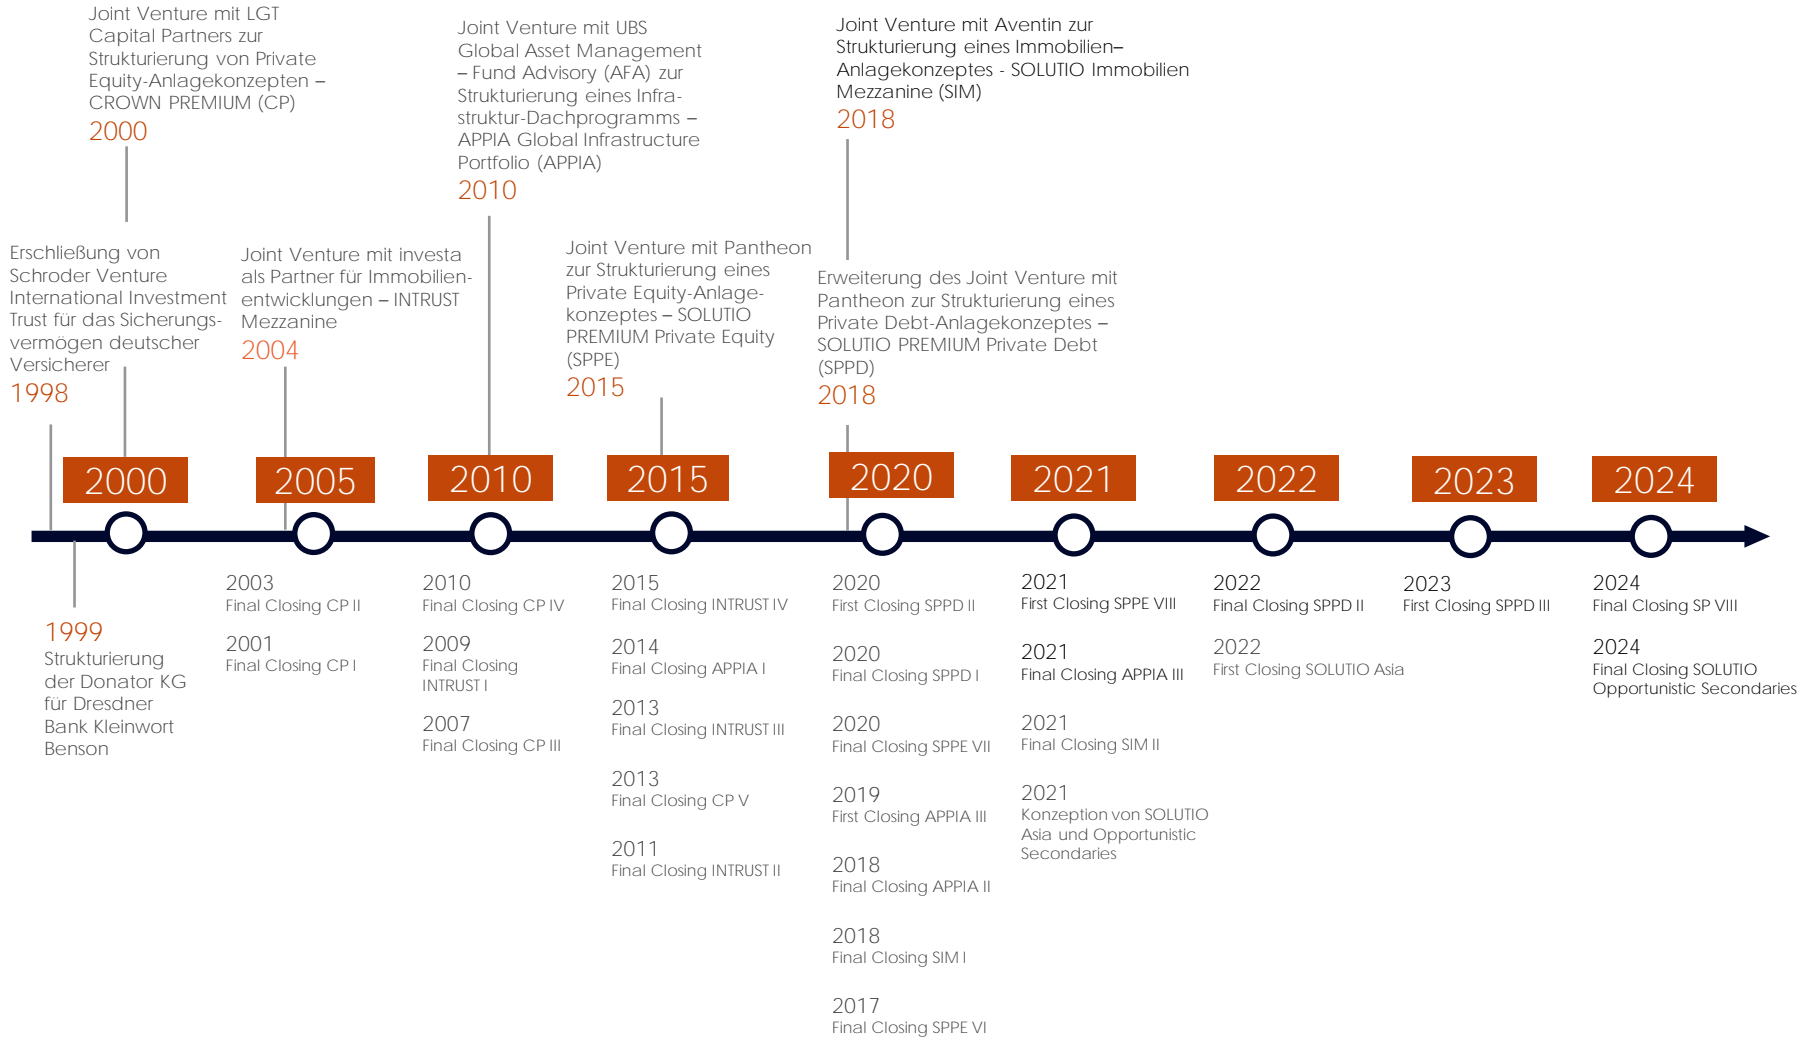 Joint Venture mit LGT
Capital Partners zur
Strukturierung von Private
Equity-Anlagekonzepten –
CROWN PREMIUM (CP)
2000
Joint Venture mit UBS
Global Asset Management
– Fund Advisory (AFA) zur
Strukturierung eines Infra-
struktur-Dachprogramms –
APPIA Global Infrastructure
Portfolio (APPIA)
2010
Joint Venture mit Aventin zur
Strukturierung eines Immobilien–
Anlagekonzeptes - SOLUTIO Immobilien
Mezzanine (SIM)
2018
Erschließung von
Schroder Venture
International Investment
Trust für das Sicherungs-
vermögen deutscher
Versicherer
1998
Joint Venture mit investa
als Partner für Immobilien-
entwicklungen – INTRUST
Mezzanine
2004
Joint Venture mit Pantheon
zur Strukturierung eines
Private Equity-Anlage-
konzeptes – SOLUTIO
PREMIUM Private Equity
(SPPE)
2015
Erweiterung des Joint Venture mit
Pantheon zur Strukturierung eines
Private Debt-Anlagekonzeptes –
SOLUTIO PREMIUM Private Debt
(SPPD)
2018
2000
2005
2010
2015
2020
2021
2022
2023
2024
1999
Strukturierung
der Donator KG
für Dresdner
Bank Kleinwort
Benson
2003
Final Closing CP II
2001
Final Closing CP I
2010
Final Closing CP IV
2009
Final Closing
INTRUST I
2007
Final Closing CP III
2015
Final Closing INTRUST IV
2014
Final Closing APPIA I
2013
Final Closing INTRUST III
2013
Final Closing CP V
2011
Final Closing INTRUST II
2020
First Closing SPPD II
2020
Final Closing SPPD I
2020
Final Closing SPPE VII
2019
First Closing APPIA III
2018
Final Closing APPIA II
2018
Final Closing SIM I
2017
Final Closing SPPE VI
2021
First Closing SPPE VIII
2021
Final Closing APPIA III
2021
Final Closing SIM II
2021
Konzeption von SOLUTIO
Asia und Opportunistic
Secondaries
2022
Final Closing SPPD II
2022
First Closing SOLUTIO Asia
2023
First Closing SPPD III
2024
Final Closing SP VIII
2024
Final Closing SOLUTIO
Opportunistic Secondaries